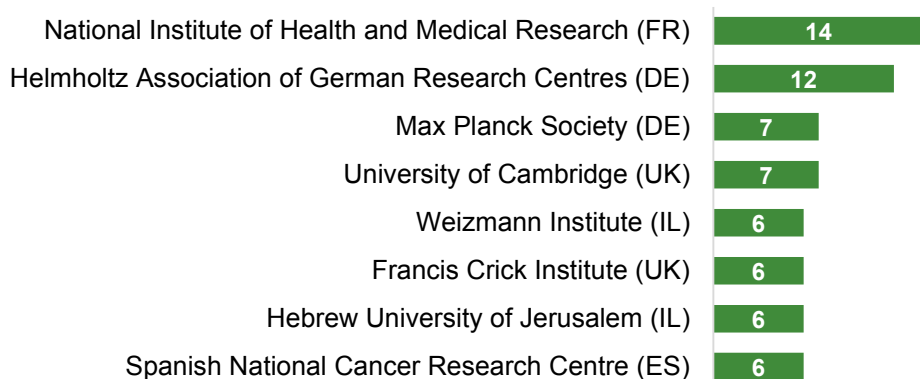 National Institute of Health and Medical Research (FR) 14
Helmholtz Association of German Research Centres (DE) 12
Max Planck Society (DE) 7
University of Cambridge (UK) 7
Weizmann Institute (IL) 6
Francis Crick Institute (UK) 6
Hebrew University of Jerusalem (IL) 6
Spanish National Cancer Research Centre (ES) 6